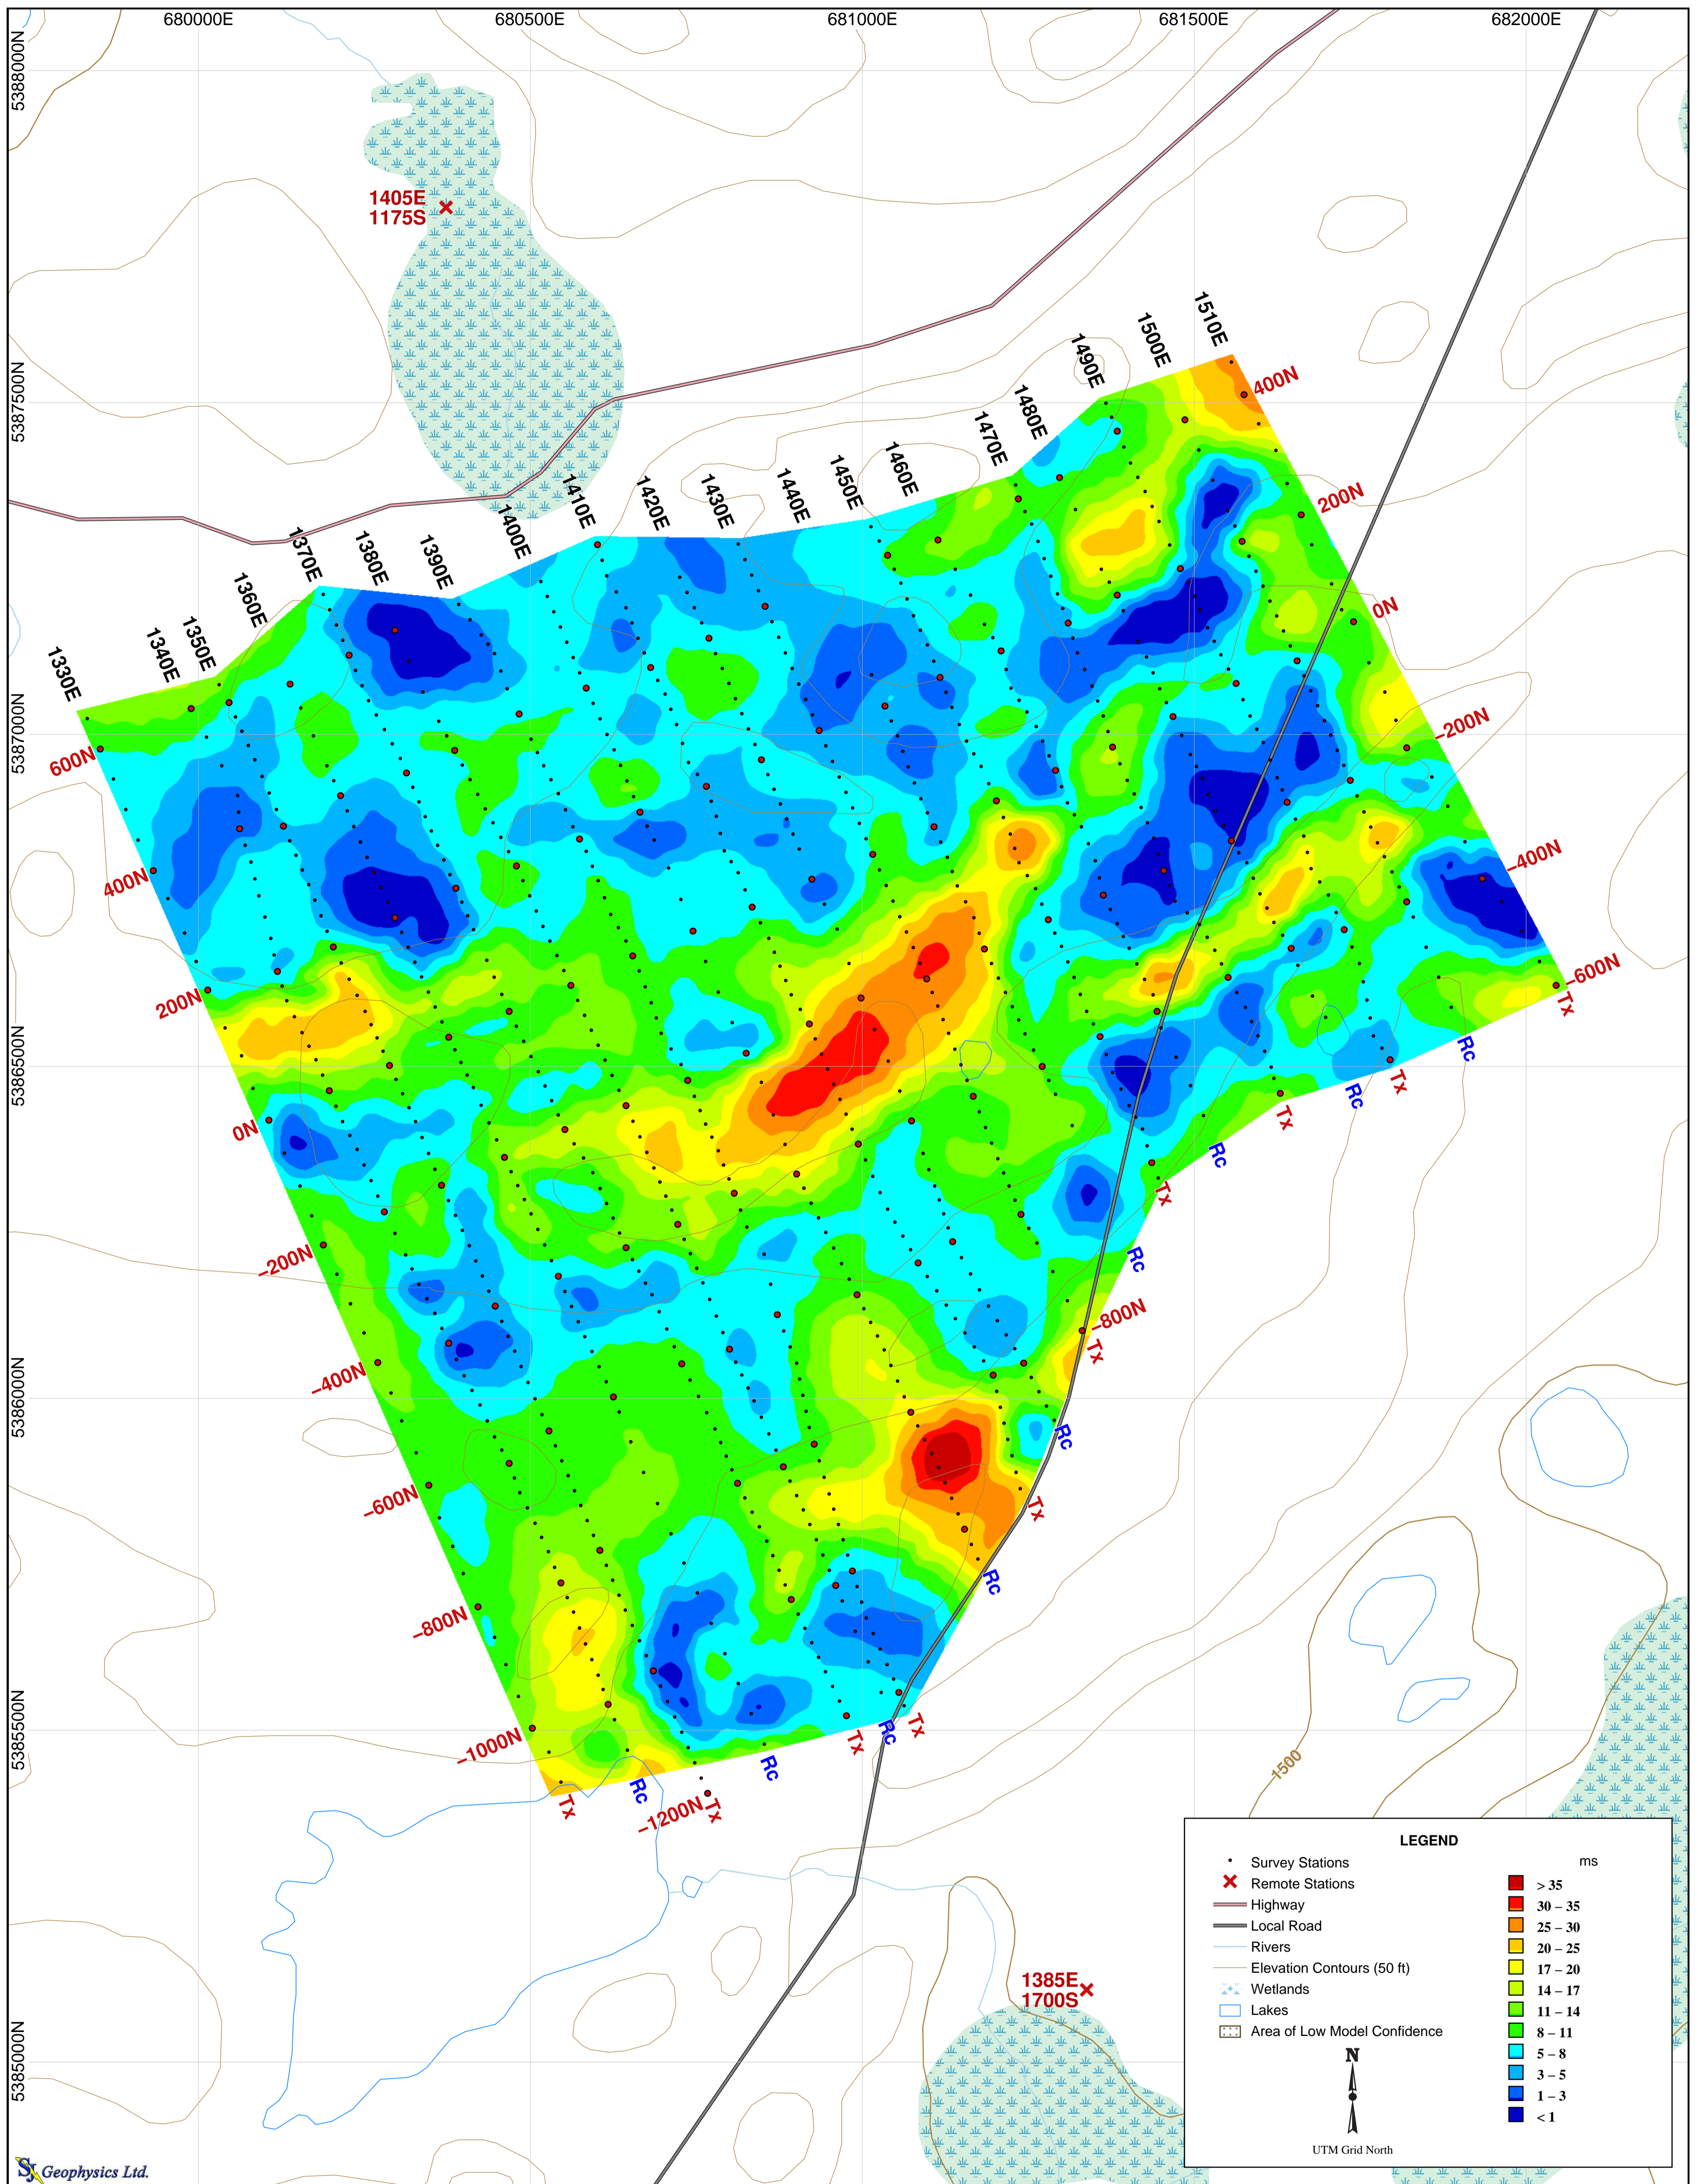 680000E
680500E
681000E
681500E
682000E
5388000N
5387500N
5387000N
5386500N
5386000N
5385500N
5385000N
1405E
1175S
1330E
1340E
1350E
1360E
1370E
1380E
1390E
1400E
1410E
1420E
1430E
1440E
1450E
1460E
1470E
1480E
1490E
1500E
1510E
400N
200N
0N
−200N
−400N
−600N
Tx
Rc
Tx
Rc
Tx
Rc
Tx
Rc
−800N
Tx
Rc
Tx
Rc
Tx
Rc
Tx
Rc
Tx
Rc
Tx
600N
400N
200N
0N
−200N
−400N
−600N
−800N
−1000N
−1200N
1500
1385E
1700S
LEGEND
Survey Stations
Remote Stations
Highway
Local Road
Rivers
Elevation Contours (50 ft)
Wetlands
Lakes
Area of Low Model Confidence
ms
> 35
30 – 35
25 – 30
20 – 25
17 – 20
14 – 17
11 – 14
8 – 11
5 – 8
3 – 5
1 – 3
< 1
N
UTM Grid North
SJ Geophysics Ltd.